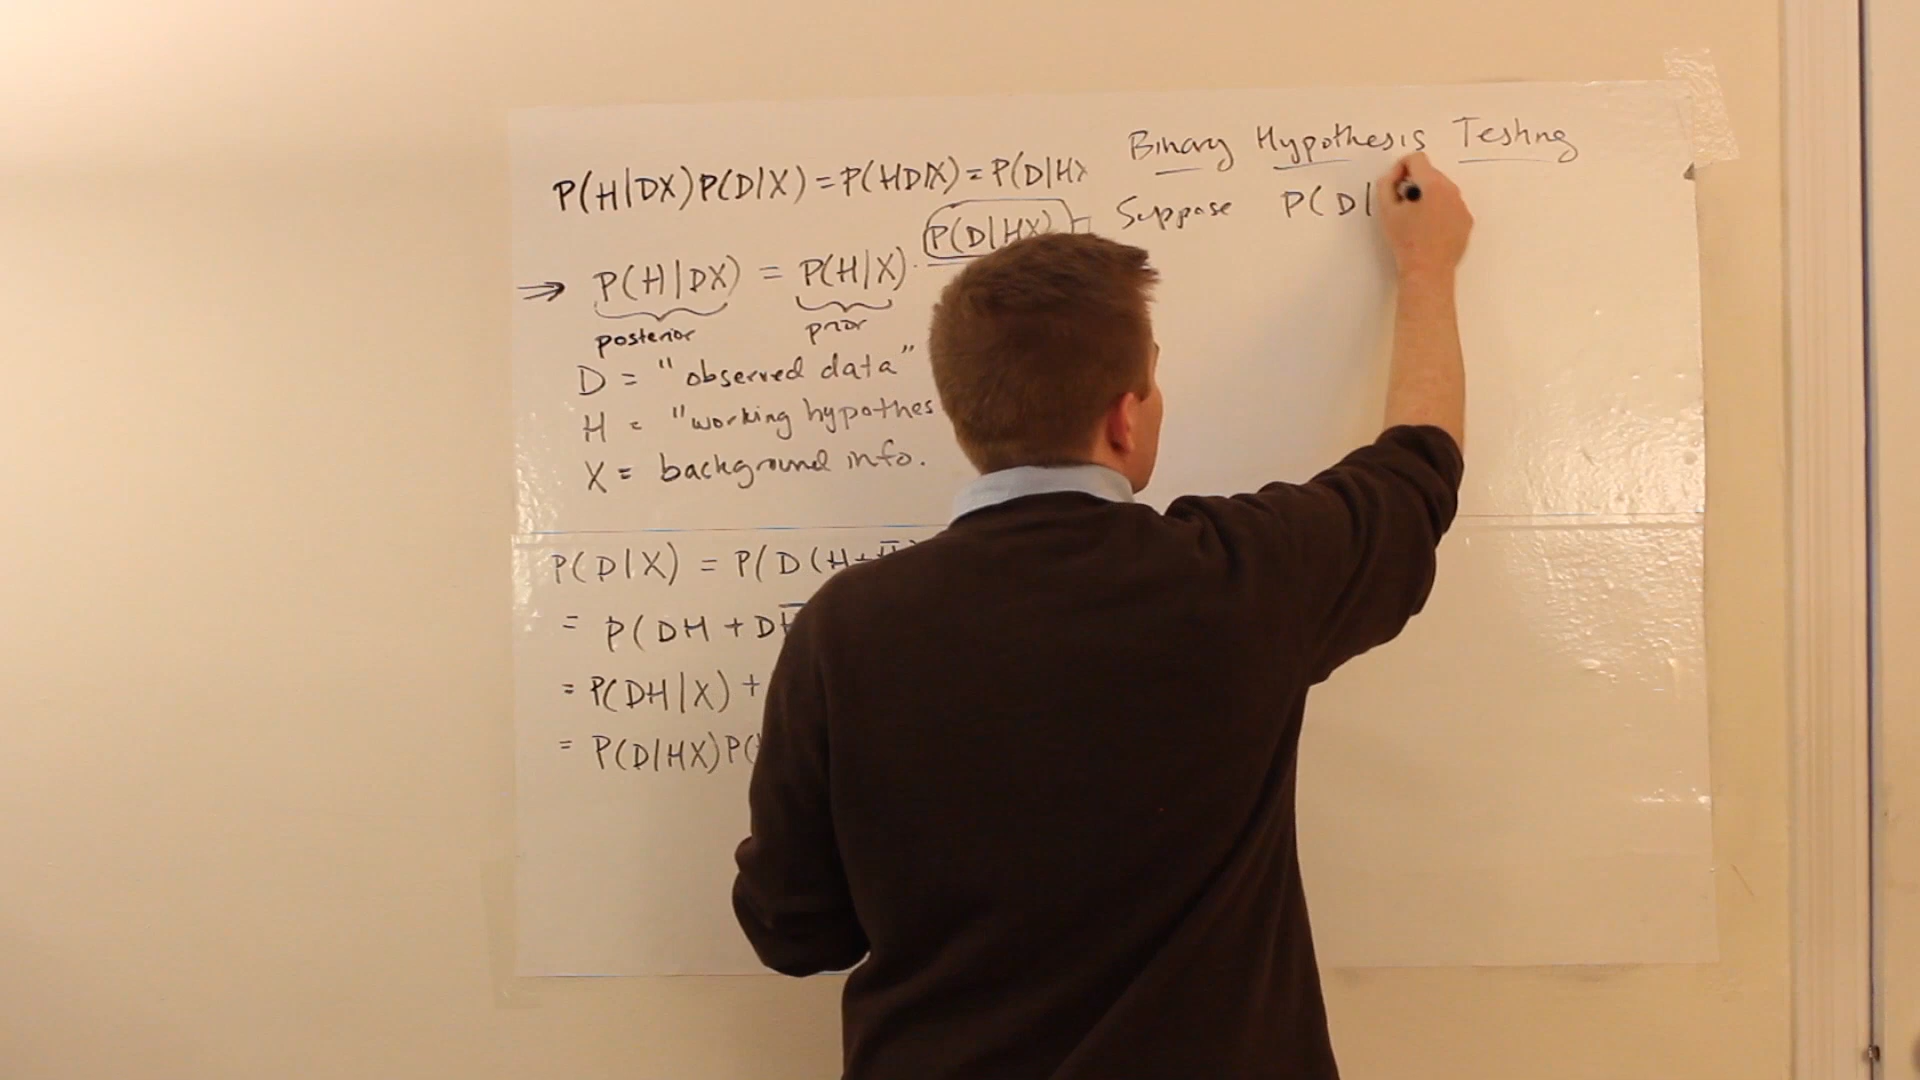 P(H|DX)P(D|X) = P(HD|X) = P(D|HX
⇒ P(H|DX) = P(H|X) · P(D|HX)
posterior prior
D = "observed data"
H = "working hypothes
X = background info.
P(D|X) = P(D(H+H̅)
= P(DH + DH̅
= P(DH|X) +
= P(D|HX)P(
Binary Hypothesis Testing
Suppose P(D|